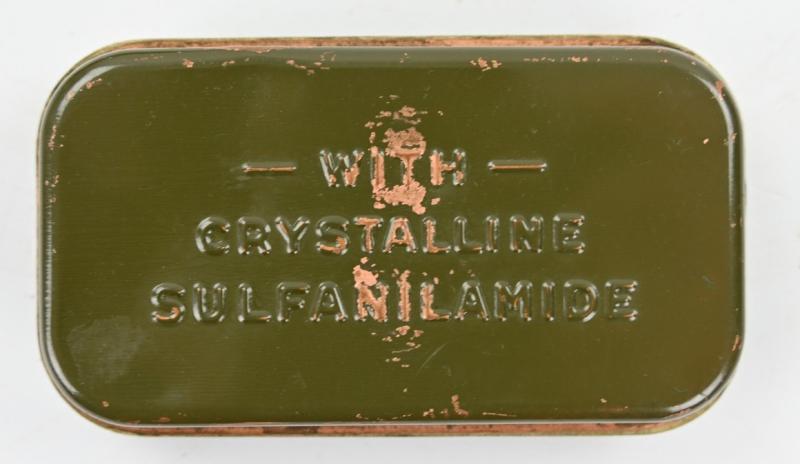 — WITH —
CRYSTALLINE
SULFANILAMIDE